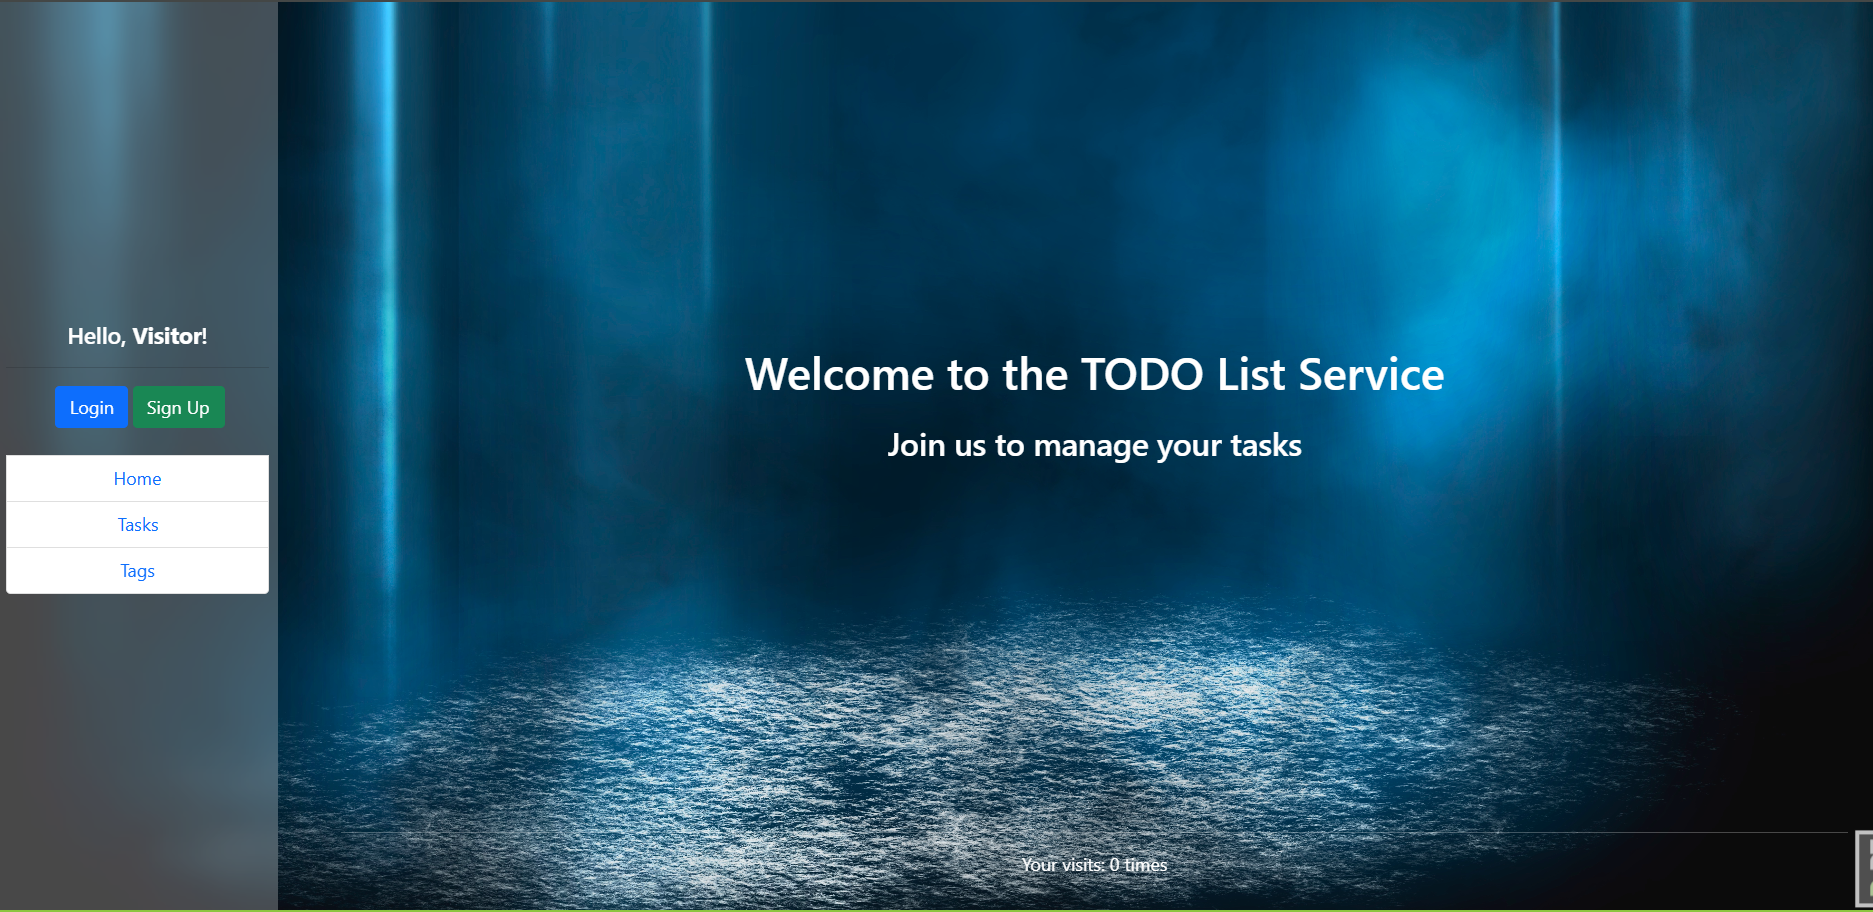 Hello, Visitor!
Login
Sign Up
Home
Tasks
Tags
Welcome to the TODO List Service
Join us to manage your tasks
Your visits: 0 times